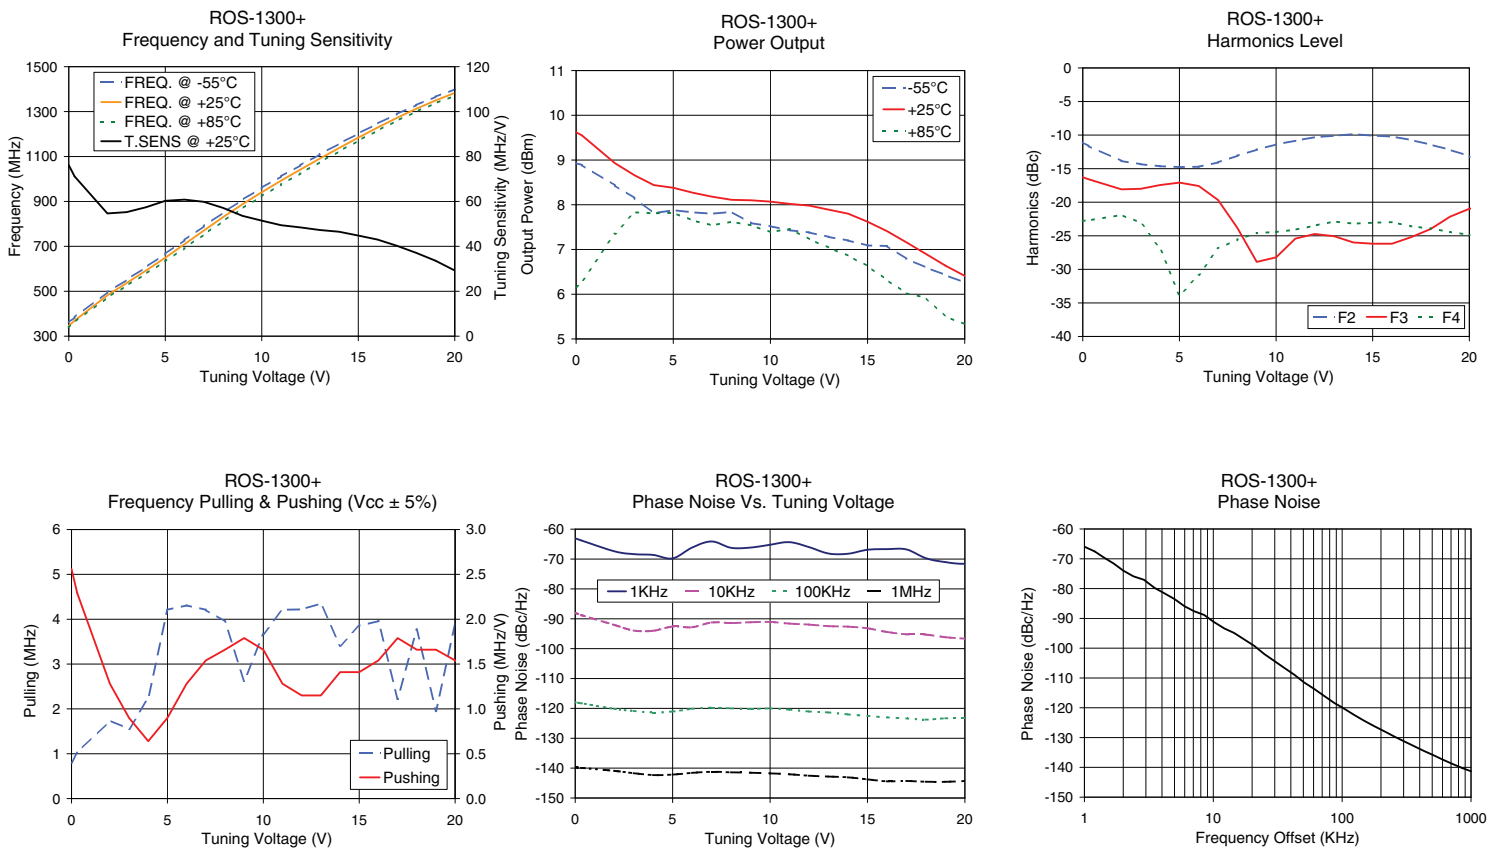 ROS-1300+
Frequency and Tuning Sensitivity
1500
1300
1100
900
700
500
300
Frequency (MHz)
FREQ. @ -55°C
FREQ. @ +25°C
FREQ. @ +85°C
T.SENS @ +25°C
120
100
80
60
40
20
0
Tuning Sensitivity (MHz/V)
0 5 10 15 20
Tuning Voltage (V)
ROS-1300+
Power Output
11
10
9
8
7
6
5
Output Power (dBm)
-55°C
+25°C
+85°C
0 5 10 15 20
Tuning Voltage (V)
ROS-1300+
Harmonics Level
0
-5
-10
-15
-20
-25
-30
-35
-40
Harmonics (dBc)
F2 F3 F4
0 5 10 15 20
Tuning Voltage (V)
ROS-1300+
Frequency Pulling & Pushing (Vcc ± 5%)
6
5
4
3
2
1
0
Pulling (MHz)
Pulling
Pushing
3.0
2.5
2.0
1.5
1.0
0.5
0.0
Pushing (MHz/V)
0 5 10 15 20
Tuning Voltage (V)
ROS-1300+
Phase Noise Vs. Tuning Voltage
-60
-70
-80
-90
-100
-110
-120
-130
-140
-150
Phase Noise (dBc/Hz)
1KHz 10KHz 100KHz 1MHz
0 5 10 15 20
Tuning Voltage (V)
ROS-1300+
Phase Noise
-60
-70
-80
-90
-100
-110
-120
-130
-140
-150
Phase Noise (dBc/Hz)
1 10 100 1000
Frequency Offset (KHz)